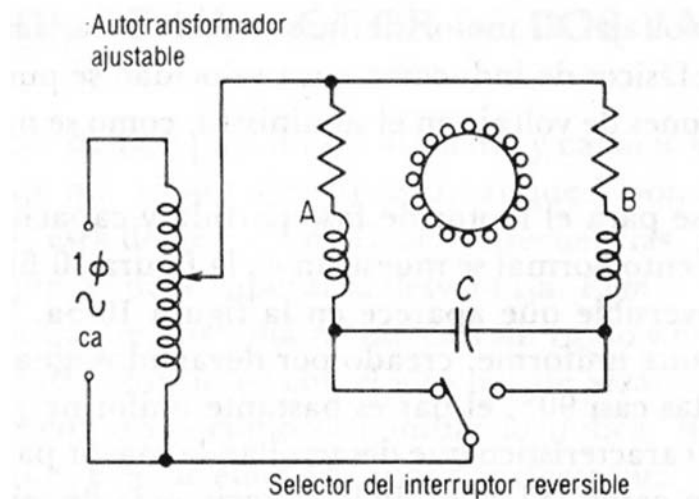 Autotransformador
ajustable
A
B
C
1ϕ
~
ca
Selector del interruptor reversible